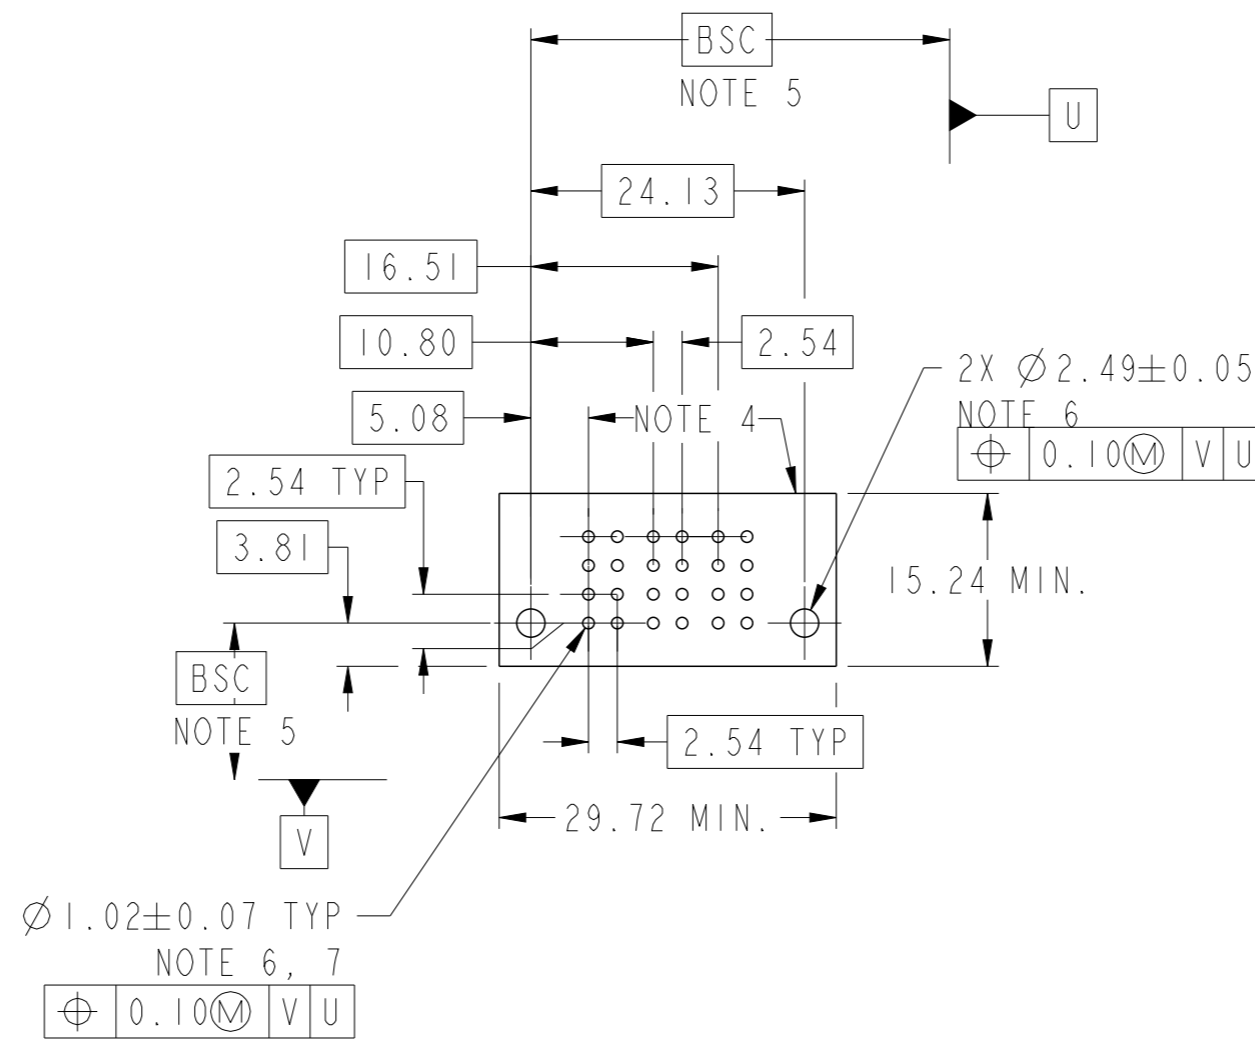 BSC
NOTE 5
U
24.13
16.51
10.80
2.54
2X Ø2.49±0.05
NOTE 6
⌖ 0.10Ⓜ V U
5.08
NOTE 4
2.54 TYP
3.81
15.24 MIN.
BSC
NOTE 5
2.54 TYP
29.72 MIN.
V
Ø1.02±0.07 TYP
NOTE 6, 7
⌖ 0.10Ⓜ V U